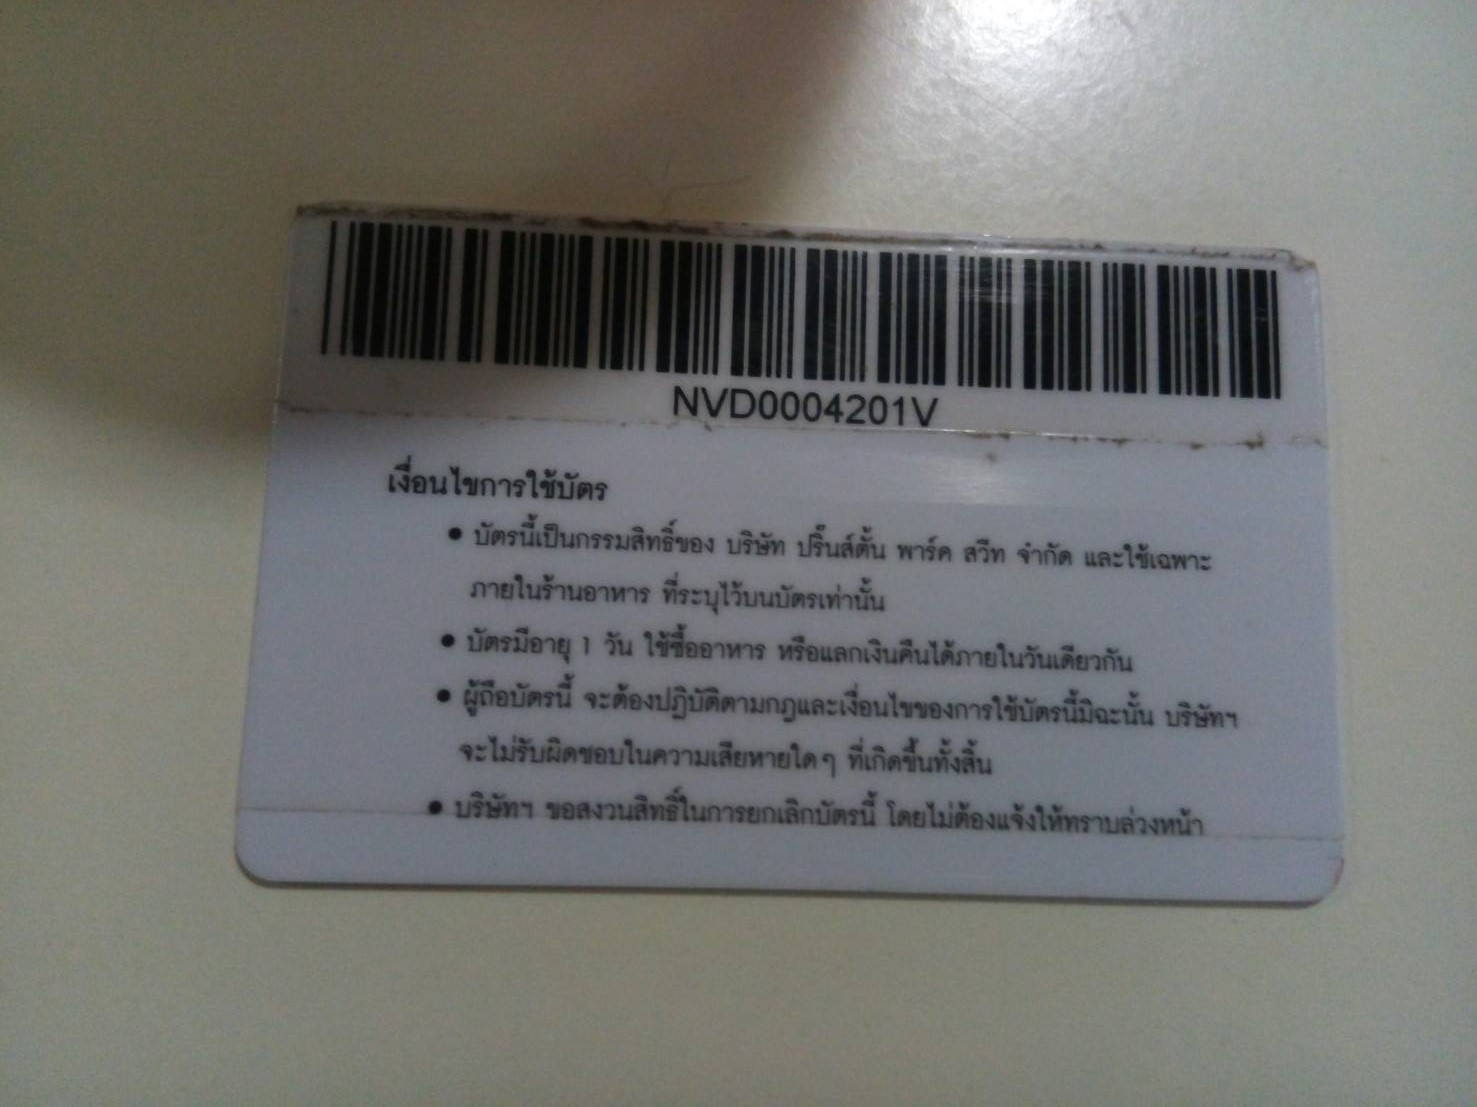 NVD0004201V
เงื่อนไขการใช้บัตร
• บัตรนี้เป็นกรรมสิทธิ์ของ บริษัท ปริ๊นส์ตั้น พาร์ค สวีท จำกัด และใช้เฉพาะ
ภายในร้านอาหาร ที่ระบุไว้บนบัตรเท่านั้น
• บัตรมีอายุ 1 วัน ใช้ซื้ออาหาร หรือแลกเงินคืนได้ภายในวันเดียวกัน
• ผู้ถือบัตรนี้ จะต้องปฏิบัติตามกฎและเงื่อนไขของการใช้บัตรนี้มิฉะนั้น บริษัทฯ
จะไม่รับผิดชอบในความเสียหายใดๆ ที่เกิดขึ้นทั้งสิ้น
• บริษัทฯ ขอสงวนสิทธิ์ในการยกเลิกบัตรนี้ โดยไม่ต้องแจ้งให้ทราบล่วงหน้า